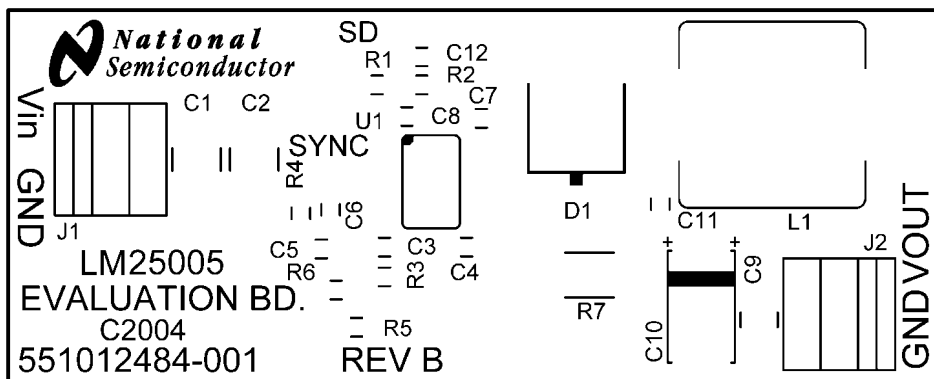 National
Semiconductor
SD
R1
C12
R2
C7
C1
C2
U1
C8
Vin
SYNC
R4
GND
J1
C6
D1
C11
L1
J2
GND VOUT
C5
C3
C4
R6
R3
C9
LM25005
EVALUATION BD.
C2004
551012484-001
R5
REV B
R7
C10
+
+